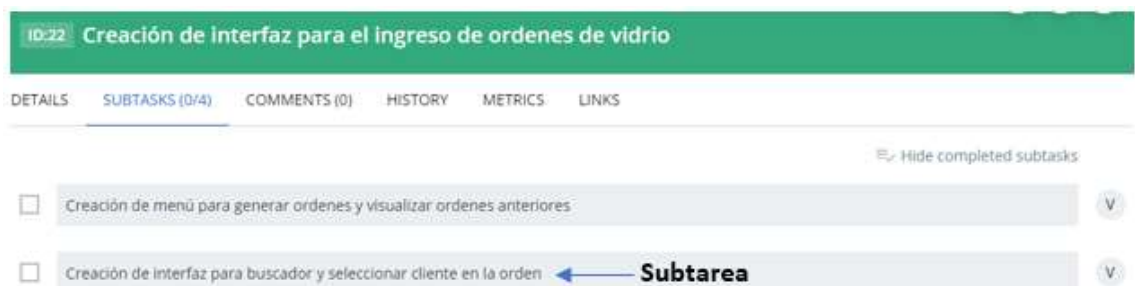 ID:22 Creación de interfaz para el ingreso de ordenes de vidrio
DETAILS SUBTASKS (0/4) COMMENTS (0) HISTORY METRICS LINKS
Hide completed subtasks
Creación de menú para generar ordenes y visualizar ordenes anteriores V
Creación de interfaz para buscador y seleccionar cliente en la orden Subtarea V